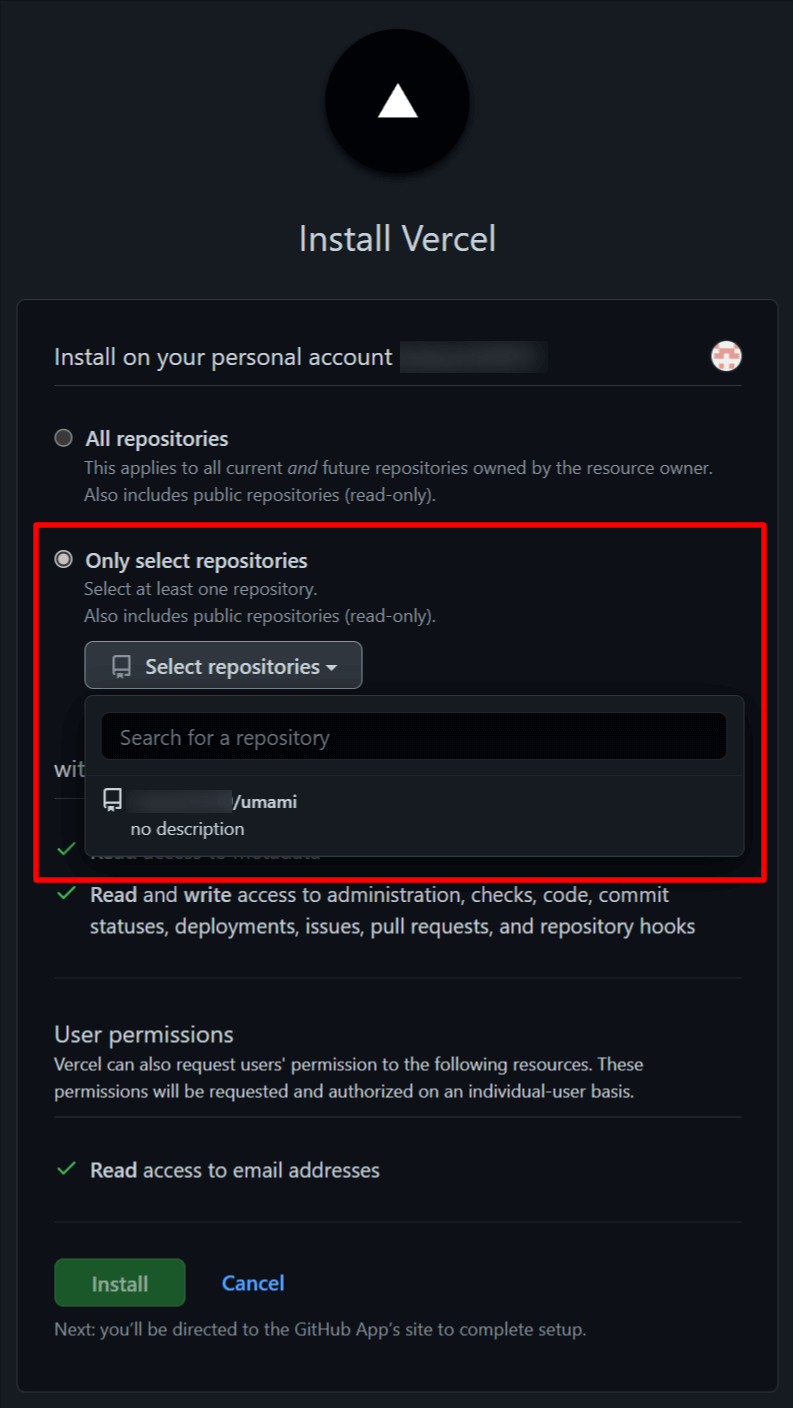 Install Vercel
Install on your personal account
All repositories
This applies to all current and future repositories owned by the resource owner.
Also includes public repositories (read-only).
Only select repositories
Select at least one repository.
Also includes public repositories (read-only).
Select repositories
Search for a repository
wit
/umami
no description
Read access to metadata
Read and write access to administration, checks, code, commit
statuses, deployments, issues, pull requests, and repository hooks
User permissions
Vercel can also request users' permission to the following resources. These
permissions will be requested and authorized on an individual-user basis.
Read access to email addresses
Install Cancel
Next: you’ll be directed to the GitHub App’s site to complete setup.